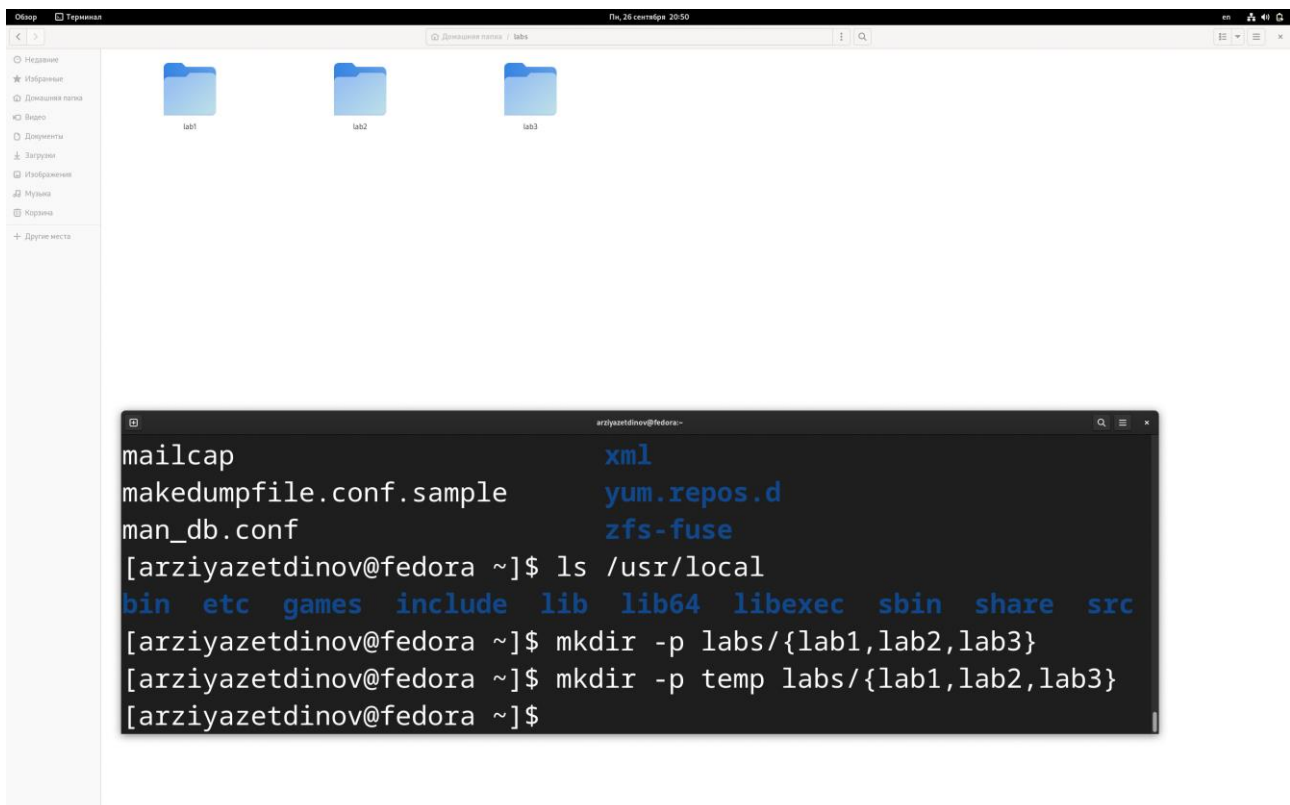 Обзор Терминал Пн, 26 сентября 20:50 en
Домашняя папка / labs
Недавние
Избранные
Домашняя папка
Видео
Документы
Загрузки
Изображения
Музыка
Корзина
+ Другие места
lab1 lab2 lab3
arziyazetdinov@fedora:~
mailcap xml
makedumpfile.conf.sample yum.repos.d
man_db.conf zfs-fuse
[arziyazetdinov@fedora ~]$ ls /usr/local
bin etc games include lib lib64 libexec sbin share src
[arziyazetdinov@fedora ~]$ mkdir -p labs/{lab1,lab2,lab3}
[arziyazetdinov@fedora ~]$ mkdir -p temp labs/{lab1,lab2,lab3}
[arziyazetdinov@fedora ~]$